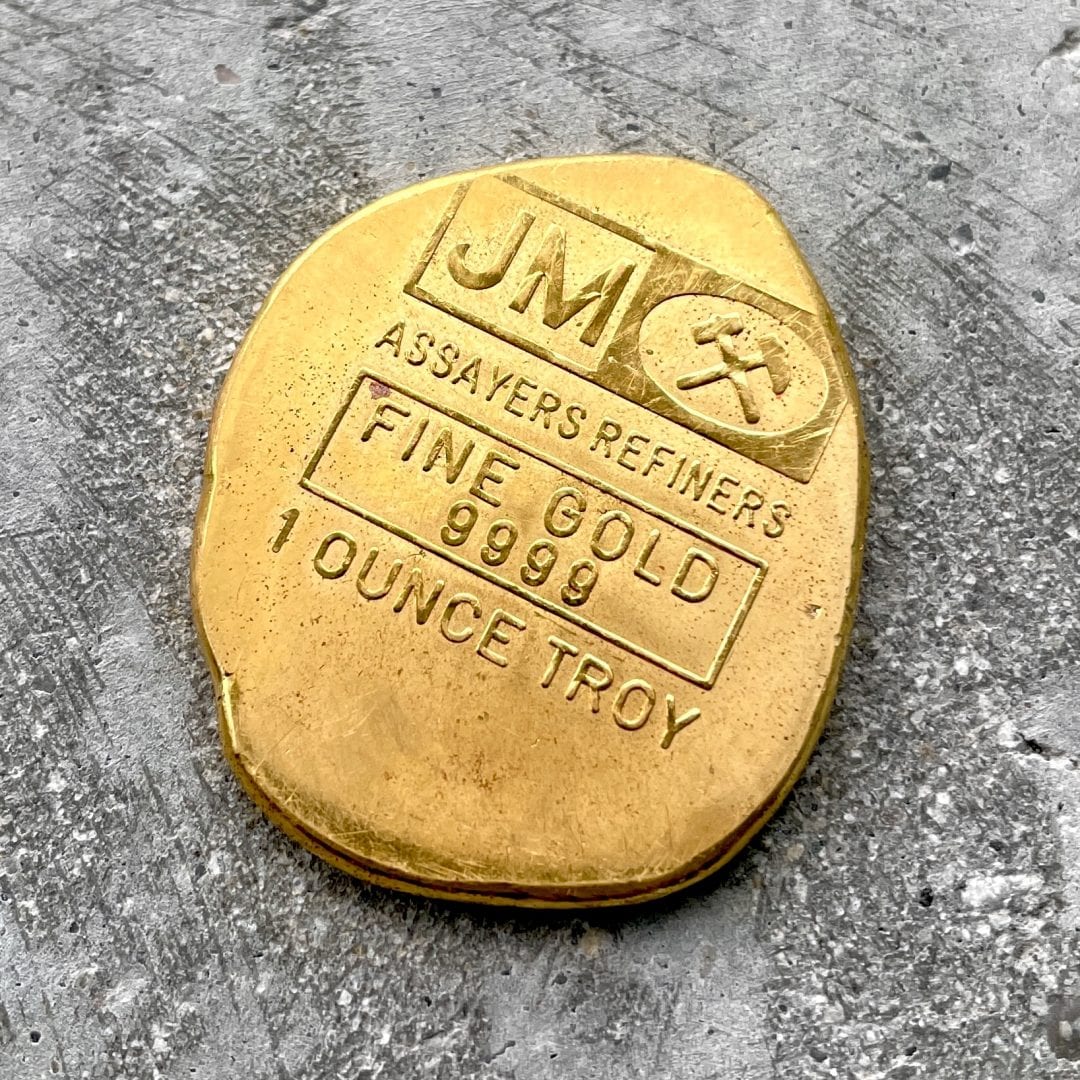 JM
ASSAYERS REFINERS
FINE GOLD
9999
1 OUNCE TROY